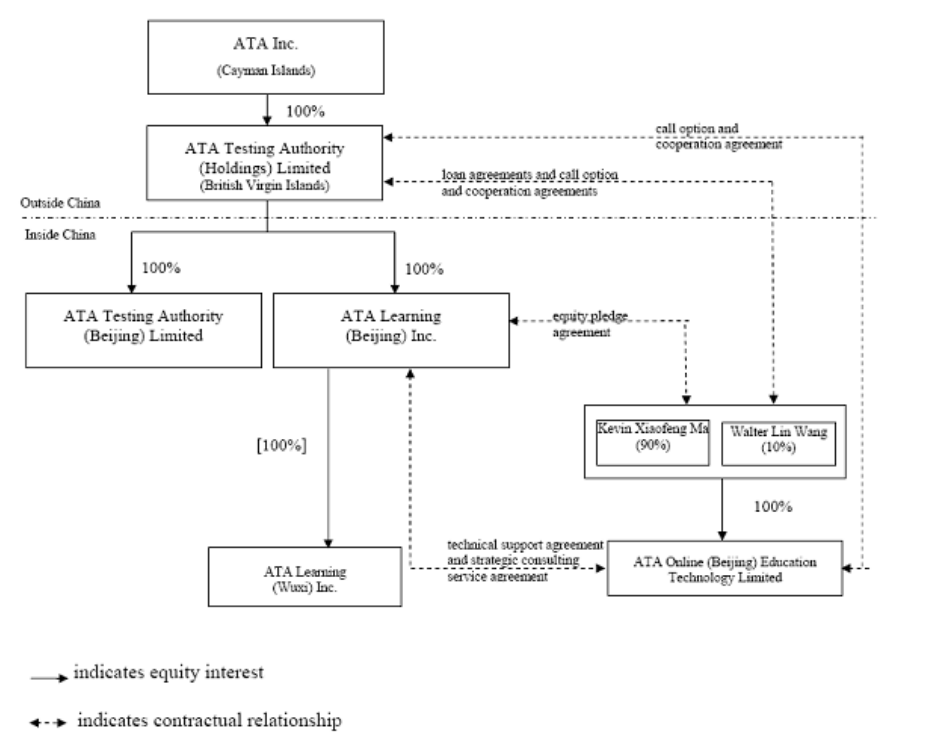 ATA Inc.
(Cayman Islands)
100%
ATA Testing Authority
(Holdings) Limited
(British Virgin Islands)
call option and
cooperation agreement
loan agreements and call option
and cooperation agreements
Outside China
Inside China
100%
100%
ATA Testing Authority
(Beijing) Limited
ATA Learning
(Beijing) Inc.
equity pledge
agreement
Kevin Xiaofeng Ma
(90%)
Walter Lin Wang
(10%)
[100%]
100%
technical support agreement
and strategic consulting
service agreement
ATA Learning
(Wuxi) Inc.
ATA Online (Beijing) Education
Technology Limited
indicates equity interest
indicates contractual relationship